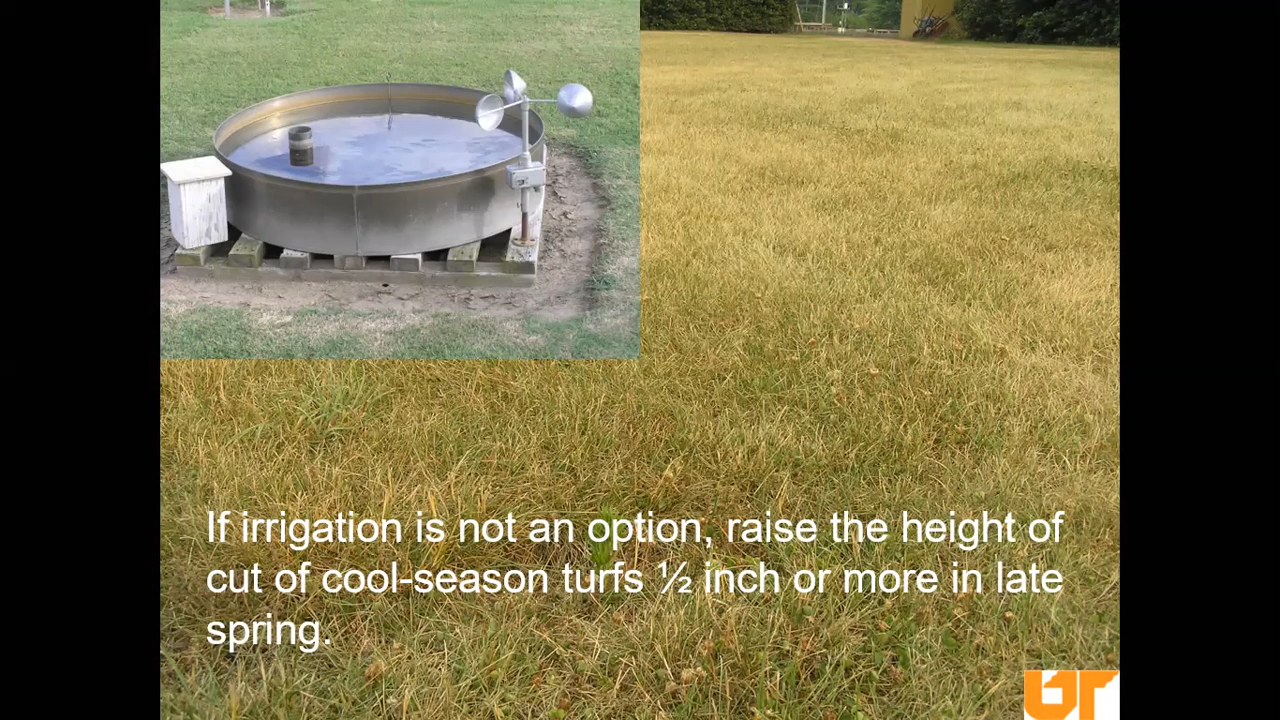 If irrigation is not an option, raise the height of
cut of cool-season turfs ½ inch or more in late
spring.
UT